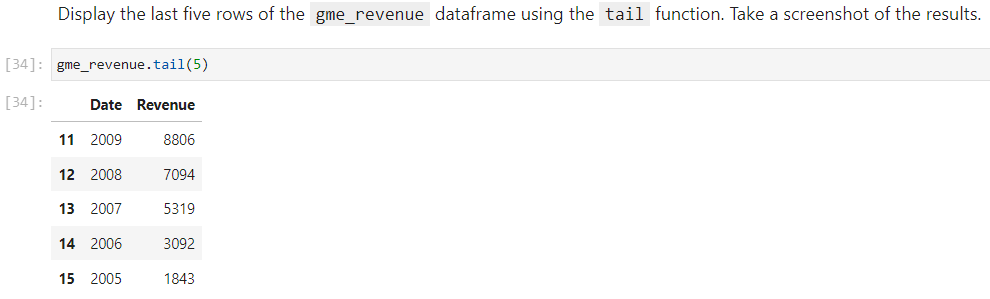 Display the last five rows of the gme_revenue dataframe using the tail function. Take a screenshot of the results.
[34]: gme_revenue.tail(5)
[34]:
Date Revenue
11 2009 8806
12 2008 7094
13 2007 5319
14 2006 3092
15 2005 1843